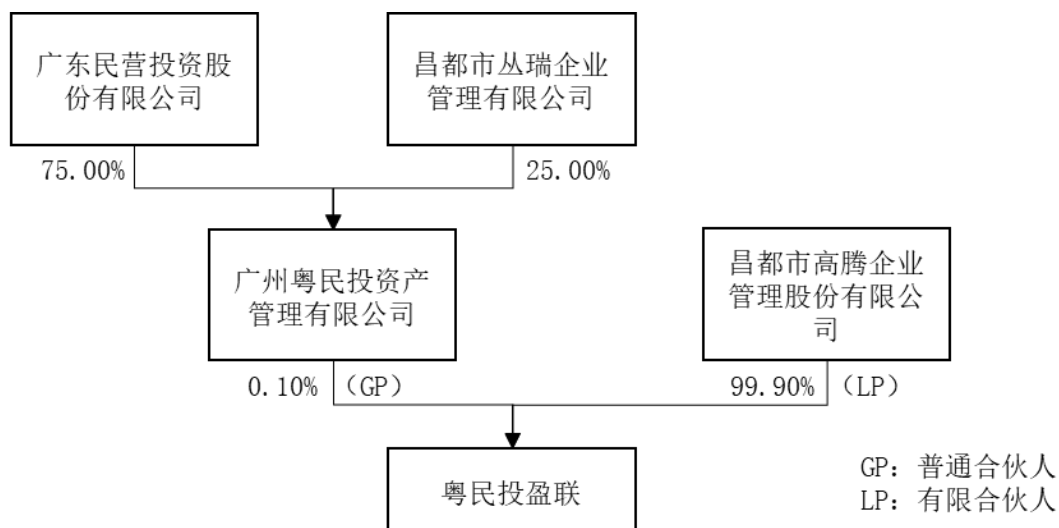 广东民营投资股
份有限公司
昌都市丛瑞企业
管理有限公司
75.00%
25.00%
广州粤民投资产
管理有限公司
昌都市高腾企业
管理股份有限公
司
0.10%（GP）
99.90%（LP）
粤民投盈联
GP：普通合伙人
LP：有限合伙人